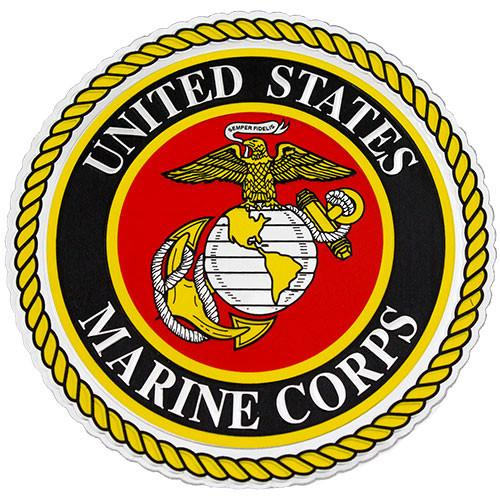 SEMPER FIDELIS
UNITED STATES
MARINE CORPS